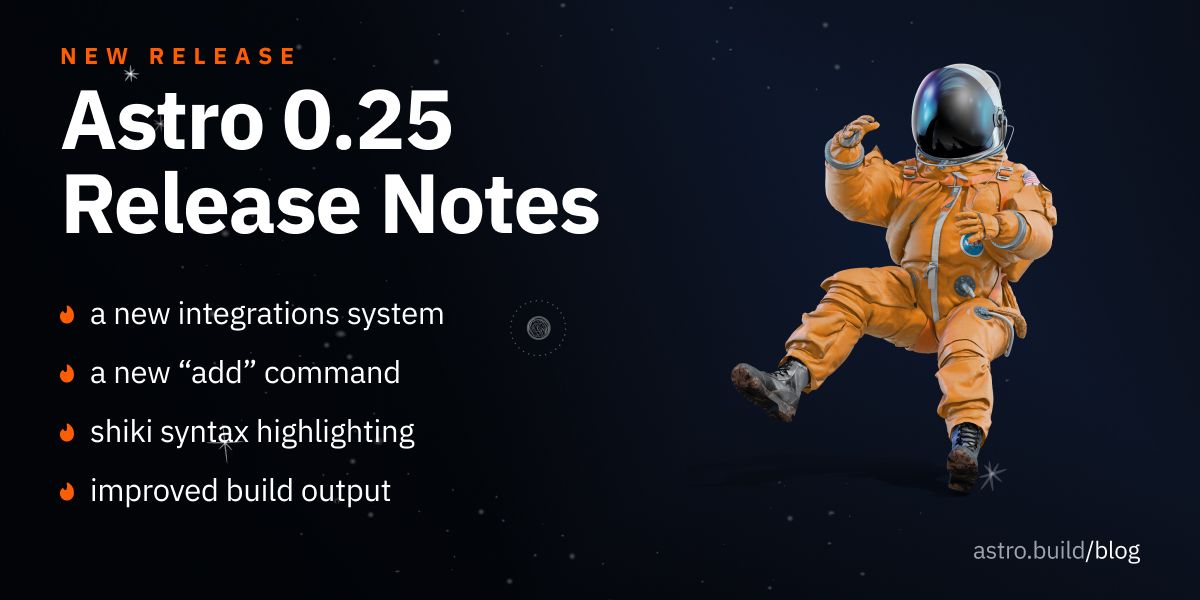 NEW RELEASE
Astro 0.25
Release Notes
a new integrations system
a new “add” command
shiki syntax highlighting
improved build output
astro.build/blog